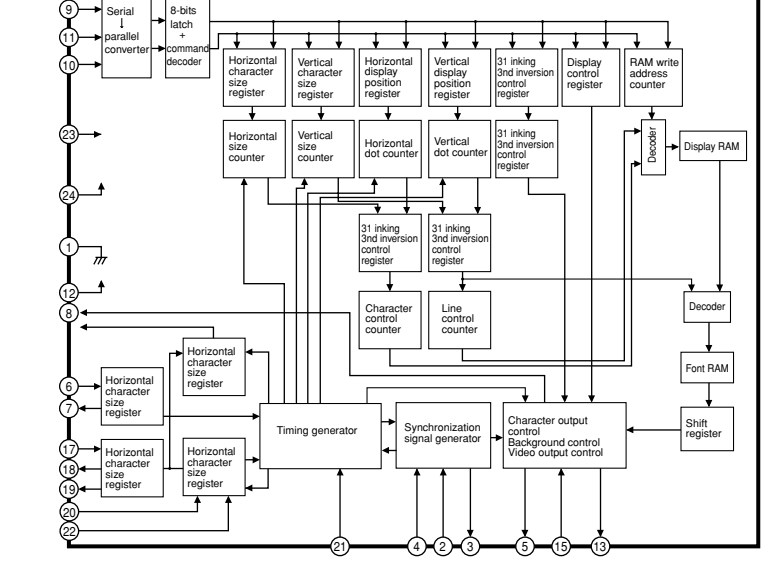 9
Serial
↓
parallel
converter
8-bits
latch
+
command
decoder
11
10
Horizontal
character
size
register
Vertical
character
size
register
Horizontal
display
position
register
Vertical
display
position
register
31 inking
3nd inversion
control
register
Display
control
register
RAM write
address
counter
23
Horizontal
size
counter
Vertical
size
counter
Horizontal
dot counter
Vertical
dot counter
31 inking
3nd inversion
control
register
Decoder
Display RAM
24
1
31 inking
3nd inversion
control
register
31 inking
3nd inversion
control
register
12
8
Character
control
counter
Line
control
counter
Decoder
Horizontal
character
size
register
Font RAM
6
7
Horizontal
character
size
register
Timing generator
Synchronization
signal generator
Character output
control
Background control
Video output control
Shift
register
17
18
19
Horizontal
character
size
register
Horizontal
character
size
register
20
22
21
4
2
3
5
15
13